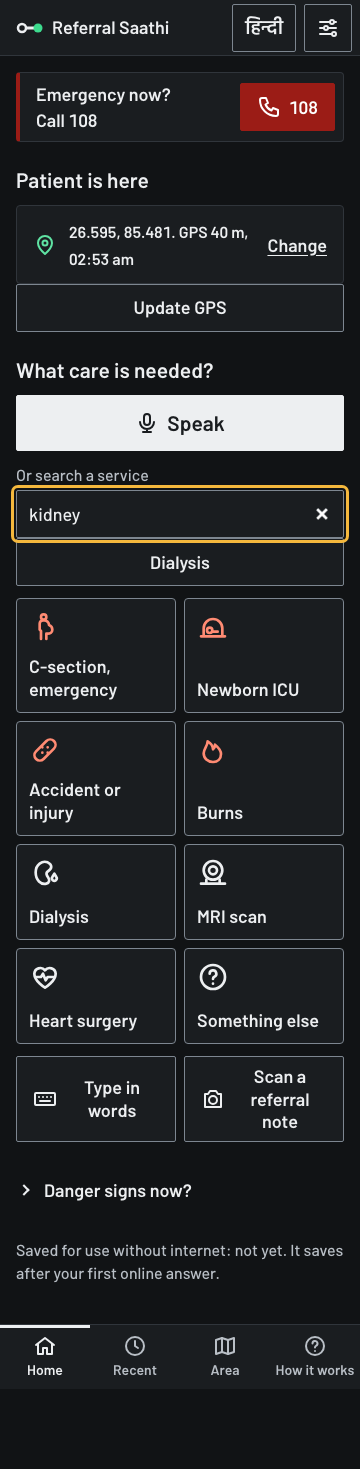 Referral Saathi
हिन्दी
Emergency now?
Call 108
108
Patient is here
26.595, 85.481. GPS 40 m,
02:53 am
Change
Update GPS
What care is needed?
Speak
Or search a service
kidney
Dialysis
C-section,
emergency
Newborn ICU
Accident or
injury
Burns
Dialysis
MRI scan
Heart surgery
Something else
Type in
words
Scan a
referral
note
Danger signs now?
Saved for use without internet: not yet. It saves
after your first online answer.
Home
Recent
Area
How it works